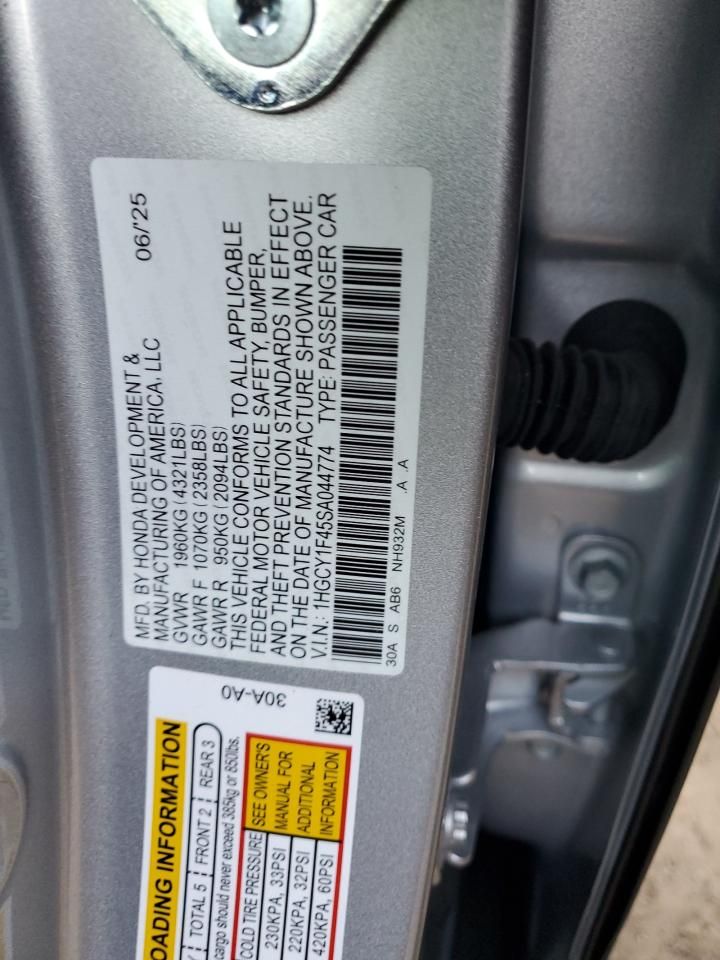 MFD. BY HONDA DEVELOPMENT & 06/'25
MANUFACTURING OF AMERICA, LLC
GVWR 1960KG(4321LBS)
GAWR F 1070KG(2358LBS)
GAWR R 950KG(2094LBS)
THIS VEHICLE CONFORMS TO ALL APPLICABLE
FEDERAL MOTOR VEHICLE SAFETY, BUMPER,
AND THEFT PREVENTION STANDARDS IN EFFECT
ON THE DATE OF MANUFACTURE SHOWN ABOVE.
V.I.N.: 1HGCY1F45SA044774 TYPE: PASSENGER CAR
30A S AB6 NH932M .A .A
30A-A0
OADING INFORMATION
TOTAL 5 FRONT 2 REAR 3
cargo should never exceed 385kg or 850lbs.
COLD TIRE PRESSURE
230KPA, 33PSI
220KPA, 32PSI
420KPA, 60PSI
SEE OWNER'S
MANUAL FOR
ADDITIONAL
INFORMATION